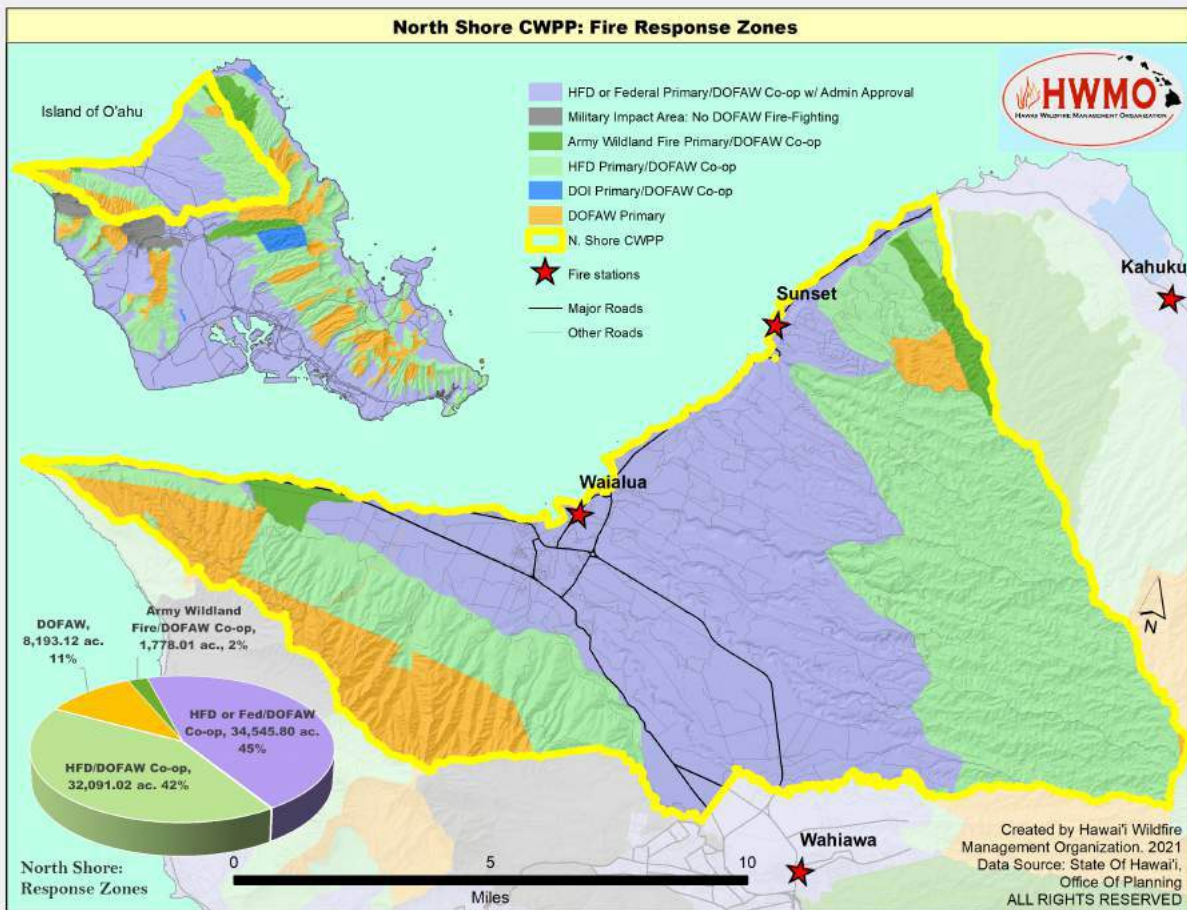 North Shore CWPP: Fire Response Zones
Island of O'ahu
HFD or Federal Primary/DOFAW Co-op w/ Admin Approval
Military Impact Area: No DOFAW Fire-Fighting
Army Wildland Fire Primary/DOFAW Co-op
HFD Primary/DOFAW Co-op
DOI Primary/DOFAW Co-op
DOFAW Primary
N. Shore CWPP
Fire stations
Major Roads
Other Roads
HWMO
HAWAII WILDFIRE MANAGEMENT ORGANIZATION
Kahuku
Sunset
Waialua
N
DOFAW,
8,193.12 ac.
11%
Army Wildland
Fire/DOFAW Co-op,
1,778.01 ac., 2%
HFD or Fed/DOFAW
Co-op, 34,545.80 ac.
45%
HFD/DOFAW Co-op,
32,091.02 ac. 42%
North Shore:
Response Zones
0
5
10
Miles
Wahiawa
Created by Hawai'i Wildfire
Management Organization. 2021
Data Source: State Of Hawai'i,
Office Of Planning
ALL RIGHTS RESERVED